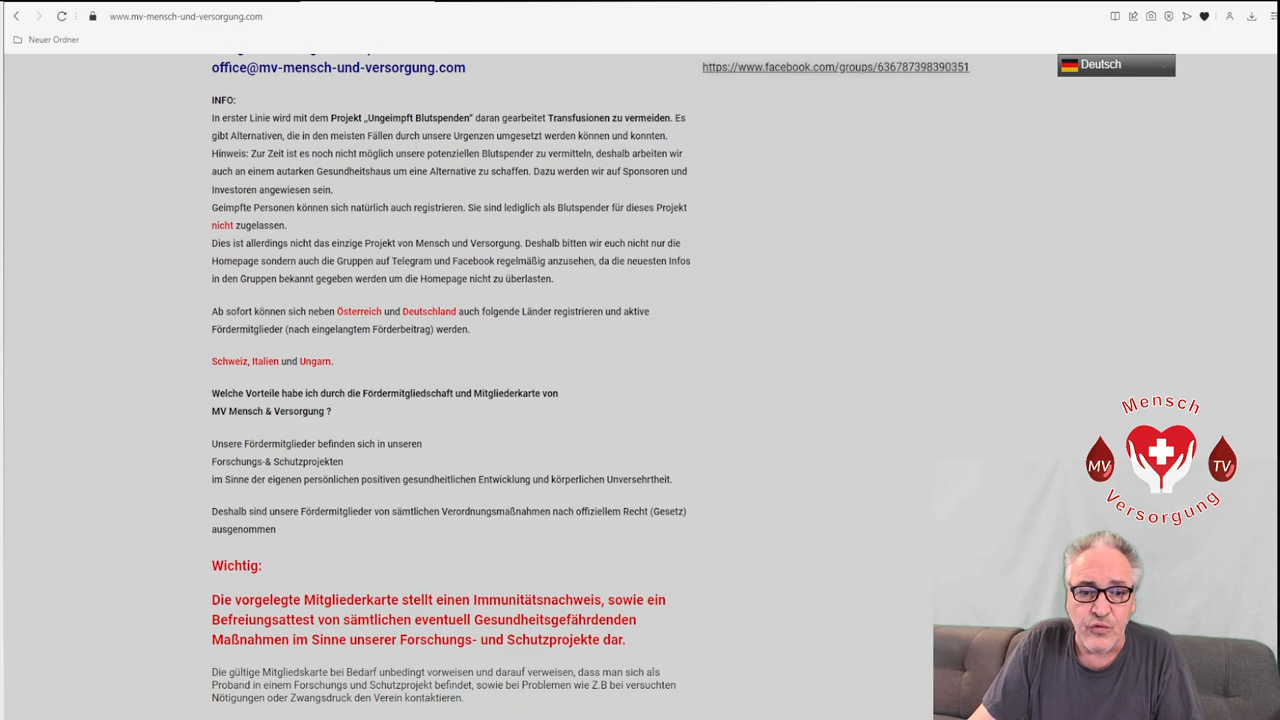 www.mv-mensch-und-versorgung.com
Neuer Ordner
office@mv-mensch-und-versorgung.com
https://www.facebook.com/groups/636787398390351
Deutsch
INFO:
In erster Linie wird mit dem Projekt „Ungeimpft Blutspenden“ daran gearbeitet Transfusionen zu vermeiden. Es
gibt Alternativen, die in den meisten Fällen durch unsere Urgenzen umgesetzt werden können und konnten.
Hinweis: Zur Zeit ist es noch nicht möglich unsere potenziellen Blutspender zu vermitteln, deshalb arbeiten wir
auch an einem autarken Gesundheitshaus um eine Alternative zu schaffen. Dazu werden wir auf Sponsoren und
Investoren angewiesen sein.
Geimpfte Personen können sich natürlich auch registrieren. Sie sind lediglich als Blutspender für dieses Projekt
nicht zugelassen.
Dies ist allerdings nicht das einzige Projekt von Mensch und Versorgung. Deshalb bitten wir euch nicht nur die
Homepage sondern auch die Gruppen auf Telegram und Facebook regelmäßig anzusehen, da die neuesten Infos
in den Gruppen bekannt gegeben werden um die Homepage nicht zu überlasten.
Ab sofort können sich neben Österreich und Deutschland auch folgende Länder registrieren und aktive
Fördermitglieder (nach eingelangtem Förderbeitrag) werden.
Schweiz, Italien und Ungarn.
Welche Vorteile habe ich durch die Fördermitgliedschaft und Mitgliederkarte von
MV Mensch & Versorgung ?
Unsere Fördermitglieder befinden sich in unseren
Forschungs-& Schutzprojekten
im Sinne der eigenen persönlichen positiven gesundheitlichen Entwicklung und körperlichen Unversehrtheit.
Deshalb sind unsere Fördermitglieder von sämtlichen Verordnungsmaßnahmen nach offiziellem Recht (Gesetz)
ausgenommen
Wichtig:
Die vorgelegte Mitgliederkarte stellt einen Immunitätsnachweis, sowie ein
Befreiungsattest von sämtlichen eventuell Gesundheitsgefährdenden
Maßnahmen im Sinne unserer Forschungs- und Schutzprojekte dar.
Die gültige Mitgliedskarte bei Bedarf unbedingt vorweisen und darauf verweisen, dass man sich als
Proband in einem Forschungs und Schutzprojekt befindet, sowie bei Problemen wie Z.B bei versuchten
Nötigungen oder Zwangsdruck den Verein kontaktieren.
Mensch
MV
TV
Versorgung